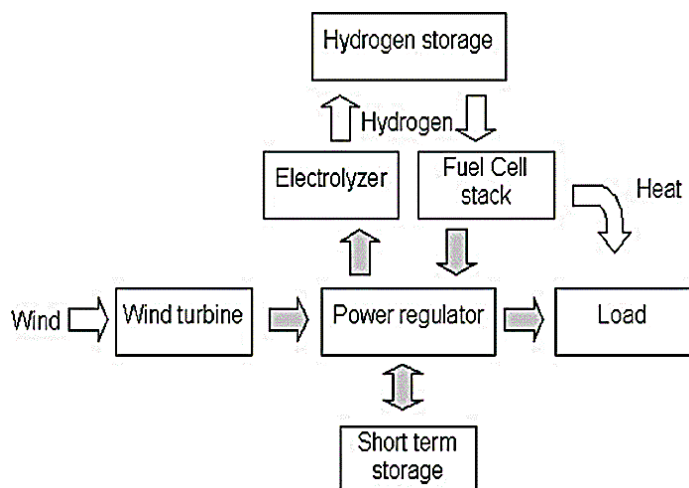 Hydrogen storage
Hydrogen
Electrolyzer
Fuel Cell
stack
Heat
Wind
Wind turbine
Power regulator
Load
Short term
storage